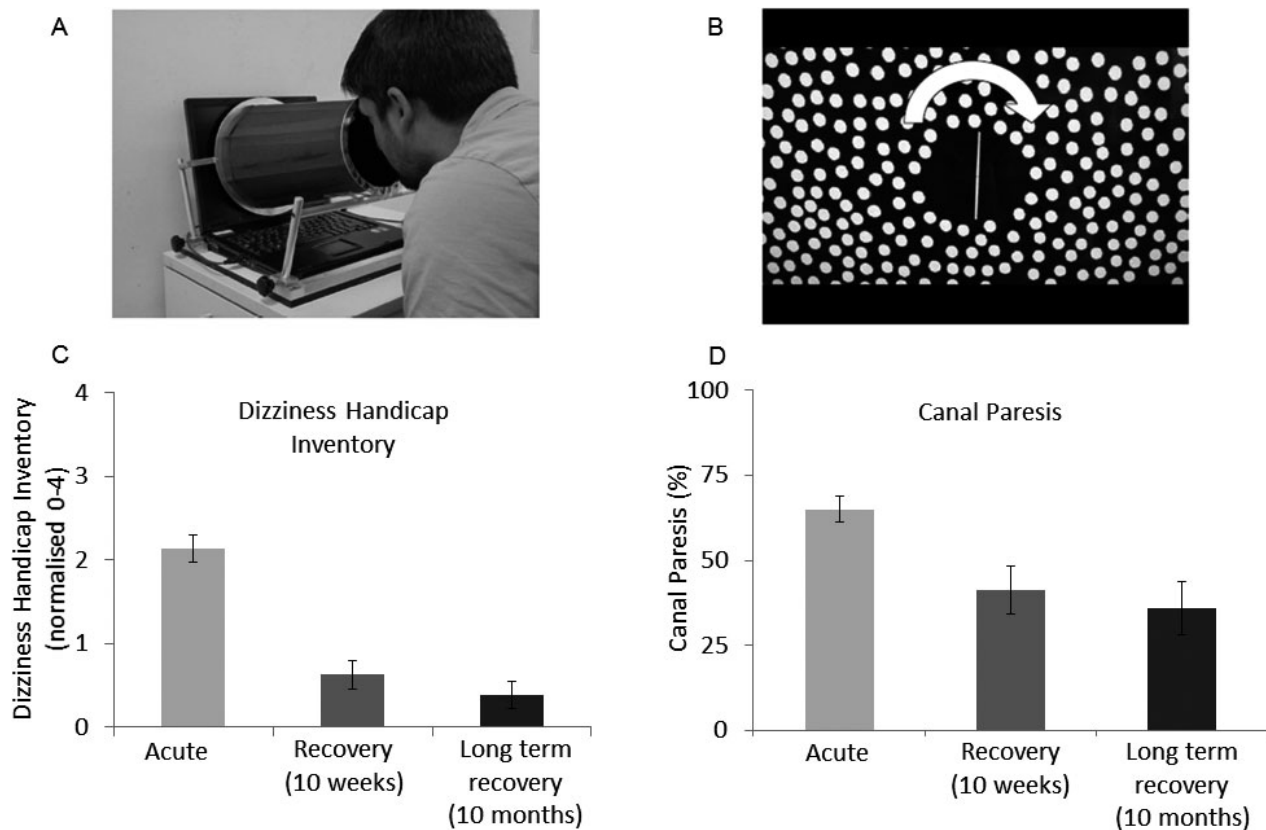 A
B
C
Dizziness Handicap Inventory
(normalised 0-4)
4
3
2
1
0
Dizziness Handicap
Inventory
Acute
Recovery
(10 weeks)
Long term
recovery
(10 months)
D
Canal Paresis (%)
100
75
50
25
0
Canal Paresis
Acute
Recovery
(10 weeks)
Long term
recovery
(10 months)